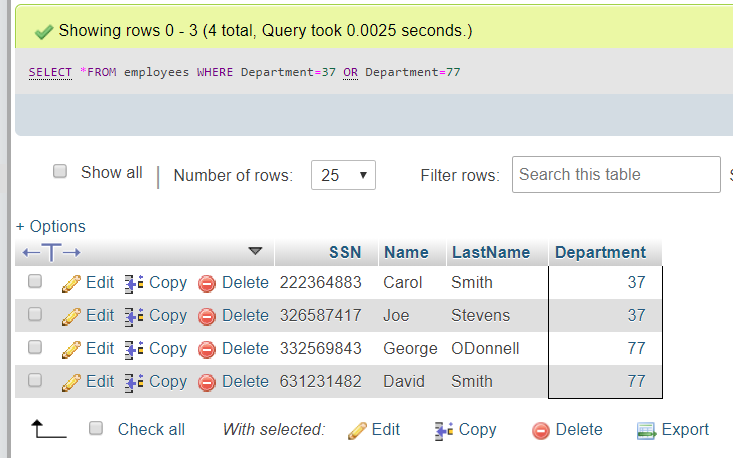 Showing rows 0 - 3 (4 total, Query took 0.0025 seconds.)
SELECT *FROM employees WHERE Department=37 OR Department=77
Show all Number of rows: 25 Filter rows: Search this table
+ Options
←T→ SSN Name LastName Department
Edit Copy Delete 222364883 Carol Smith 37
Edit Copy Delete 326587417 Joe Stevens 37
Edit Copy Delete 332569843 George ODonnell 77
Edit Copy Delete 631231482 David Smith 77
Check all With selected: Edit Copy Delete Export